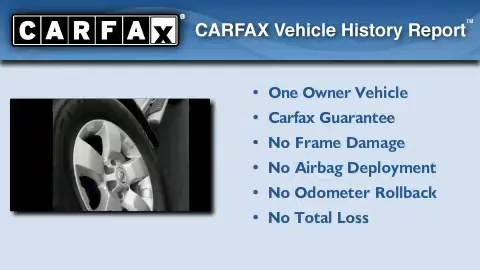 CARFAX® CARFAX Vehicle History Report™
• One Owner Vehicle
• Carfax Guarantee
• No Frame Damage
• No Airbag Deployment
• No Odometer Rollback
• No Total Loss